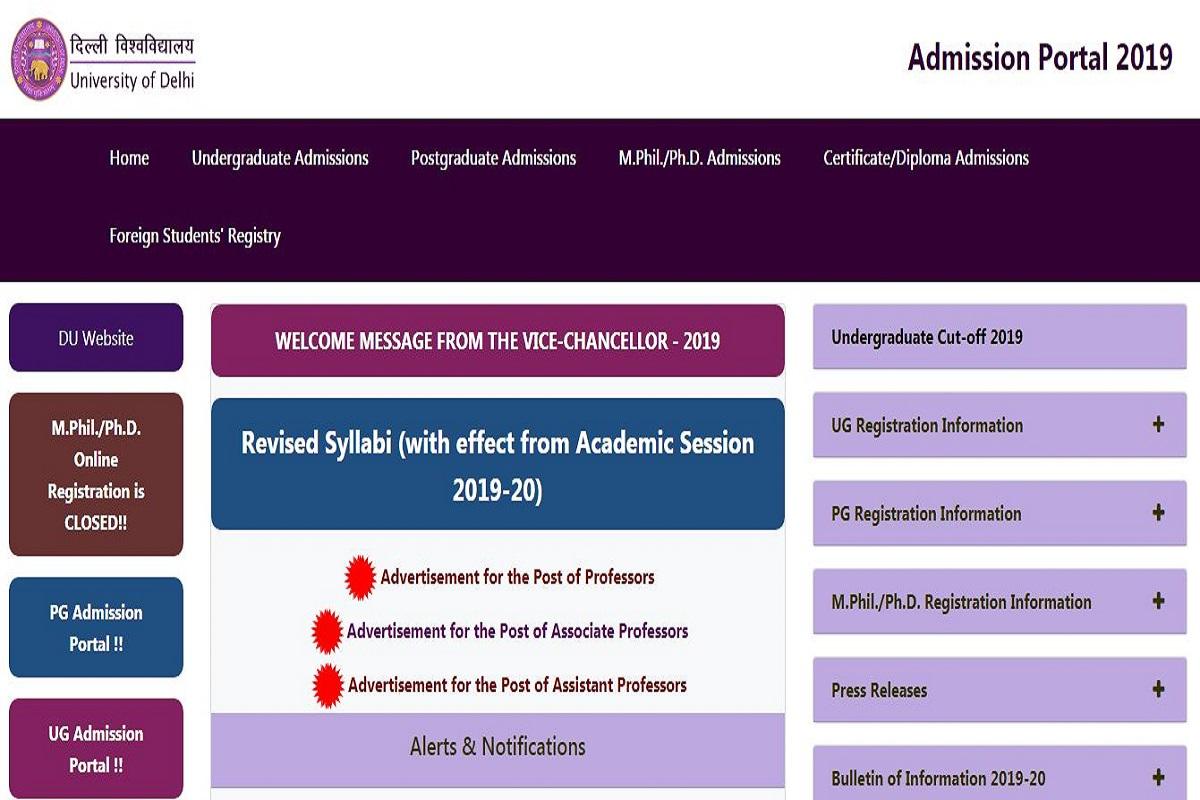 दिल्ली विश्वविद्यालय
University of Delhi
Admission Portal 2019
Home
Undergraduate Admissions
Postgraduate Admissions
M.Phil./Ph.D. Admissions
Certificate/Diploma Admissions
Foreign Students' Registry
DU Website
M.Phil./Ph.D.
Online
Registration is
CLOSED!!
PG Admission
Portal !!
UG Admission
Portal !!
WELCOME MESSAGE FROM THE VICE-CHANCELLOR - 2019
Revised Syllabi (with effect from Academic Session
2019-20)
Advertisement for the Post of Professors
Advertisement for the Post of Associate Professors
Advertisement for the Post of Assistant Professors
Alerts & Notifications
Undergraduate Cut-off 2019
UG Registration Information
PG Registration Information
M.Phil./Ph.D. Registration Information
Press Releases
Bulletin of Information 2019-20